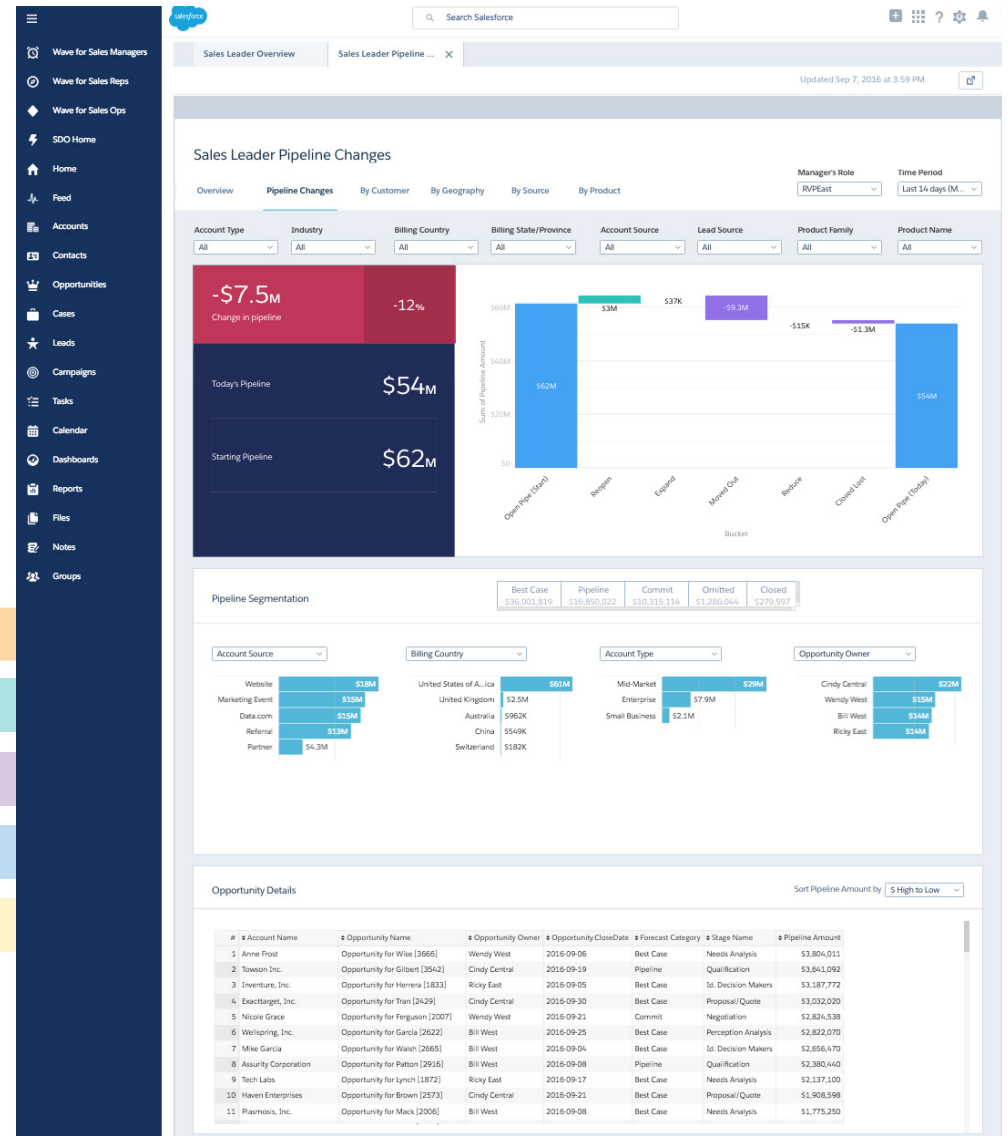 salesforce
Search Salesforce
?
Wave for Sales Managers
Wave for Sales Reps
Wave for Sales Ops
SDO Home
Home
Feed
Accounts
Contacts
Opportunities
Cases
Leads
Campaigns
Tasks
Calendar
Dashboards
Reports
Files
Notes
Groups
Sales Leader Overview
Sales Leader Pipeline ...
Updated Sep 7, 2016 at 3:59 PM
Sales Leader Pipeline Changes
Manager's Role Time Period
RVPEast Last 14 days (M...
Overview Pipeline Changes By Customer By Geography By Source By Product
Account Type Industry Billing Country Billing State/Province Account Source Lead Source Product Family Product Name
All All All All All All All All
-$7.5M
Change in pipeline
-12%
Today's Pipeline $54M
Starting Pipeline $62M
Sum of Pipeline Amount
$60M
$40M
$20M
$0
$62M
$3M
$37K
-$9.3M
-$15K
-$1.3M
$54M
Open Pipe (Start)
Reopen
Expand
Moved Out
Reduce
Closed Lost
Open Pipe (Today)
Bucket
Pipeline Segmentation
Best Case Pipeline Commit Omitted Closed
$36,001,819 $16,850,022 $10,315,114 $1,286,044 $279,597
Account Source
Website $18M
Marketing Event $15M
Data.com $15M
Referral $13M
Partner $4.3M
Billing Country
United States of A...ica $61M
United Kingdom $2.5M
Australia $962K
China $549K
Switzerland $182K
Account Type
Mid-Market $29M
Enterprise $7.9M
Small Business $2.1M
Opportunity Owner
Cindy Central $22M
Wendy West $15M
Bill West $14M
Ricky East $14M
Opportunity Details
Sort Pipeline Amount by $ High to Low
# Account Name Opportunity Name Opportunity Owner Opportunity.CloseDate Forecast Category Stage Name Pipeline Amount
1 Anne Frost Opportunity for Wise [3666] Wendy West 2016-09-06 Best Case Needs Analysis $3,804,011
2 Towson Inc. Opportunity for Gilbert [3542] Cindy Central 2016-09-19 Pipeline Qualification $3,641,092
3 Inventure, Inc. Opportunity for Herrera [1833] Ricky East 2016-09-05 Best Case Id. Decision Makers $3,187,772
4 Exacttarget, Inc. Opportunity for Tran [2429] Cindy Central 2016-09-30 Best Case Proposal/Quote $3,032,020
5 Nicole Grace Opportunity for Ferguson [2007] Wendy West 2016-09-21 Commit Negotiation $2,824,538
6 Wellspring, Inc. Opportunity for Garcia [2622] Bill West 2016-09-25 Best Case Perception Analysis $2,822,070
7 Mike Garcia Opportunity for Walsh [2665] Bill West 2016-09-04 Best Case Id. Decision Makers $2,656,470
8 Assurity Corporation Opportunity for Patton [2916] Bill West 2016-09-08 Pipeline Qualification $2,380,440
9 Tech Labs Opportunity for Lynch [1872] Ricky East 2016-09-17 Best Case Needs Analysis $2,137,100
10 Haven Enterprises Opportunity for Brown [2573] Cindy Central 2016-09-21 Best Case Proposal/Quote $1,908,598
11 Plasmosis, Inc. Opportunity for Mack [2006] Bill West 2016-09-08 Best Case Needs Analysis $1,775,250